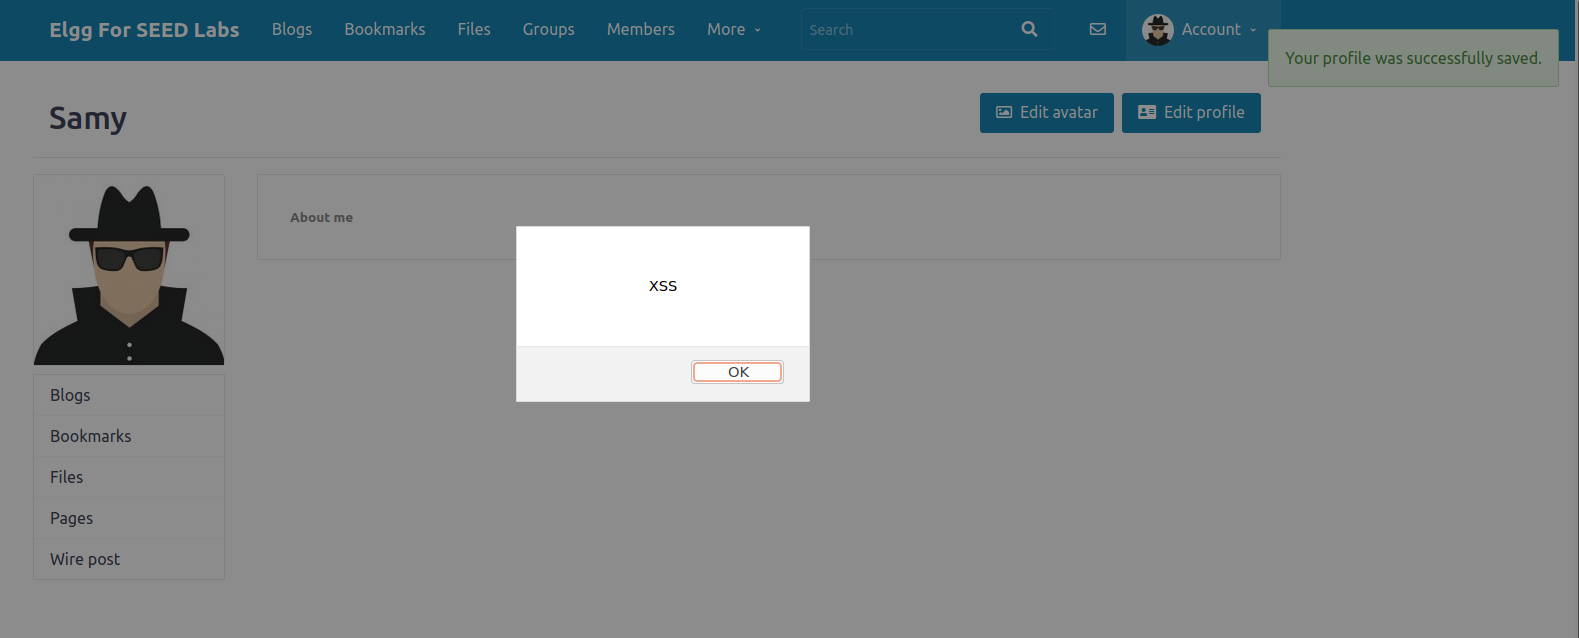 Elgg For SEED Labs Blogs Bookmarks Files Groups Members More Search Account
Your profile was successfully saved.
Samy
Edit avatar Edit profile
About me
XSS
OK
Blogs
Bookmarks
Files
Pages
Wire post